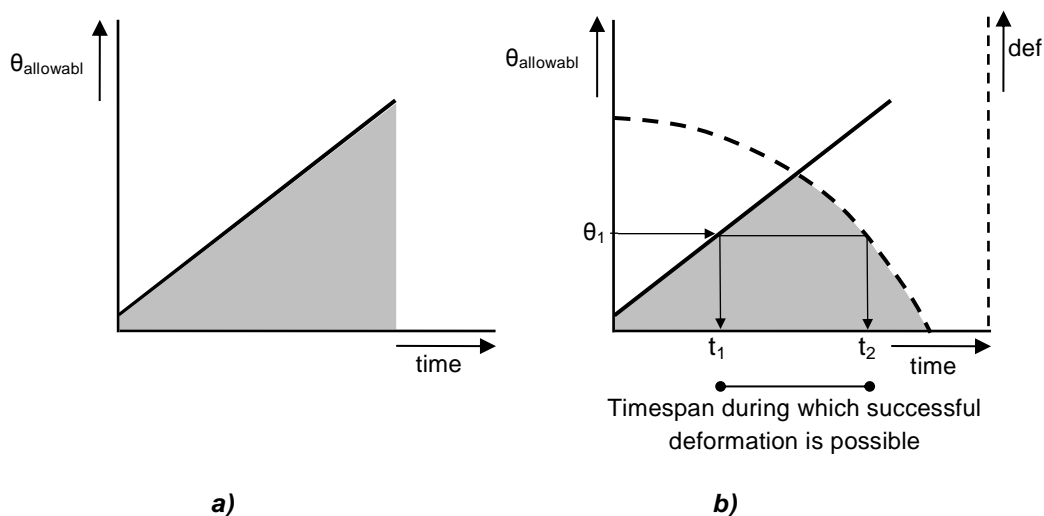 θallowabl
time
a)
θallowabl
def
θ1
t1
t2
time
Timespan during which successful
deformation is possible
b)